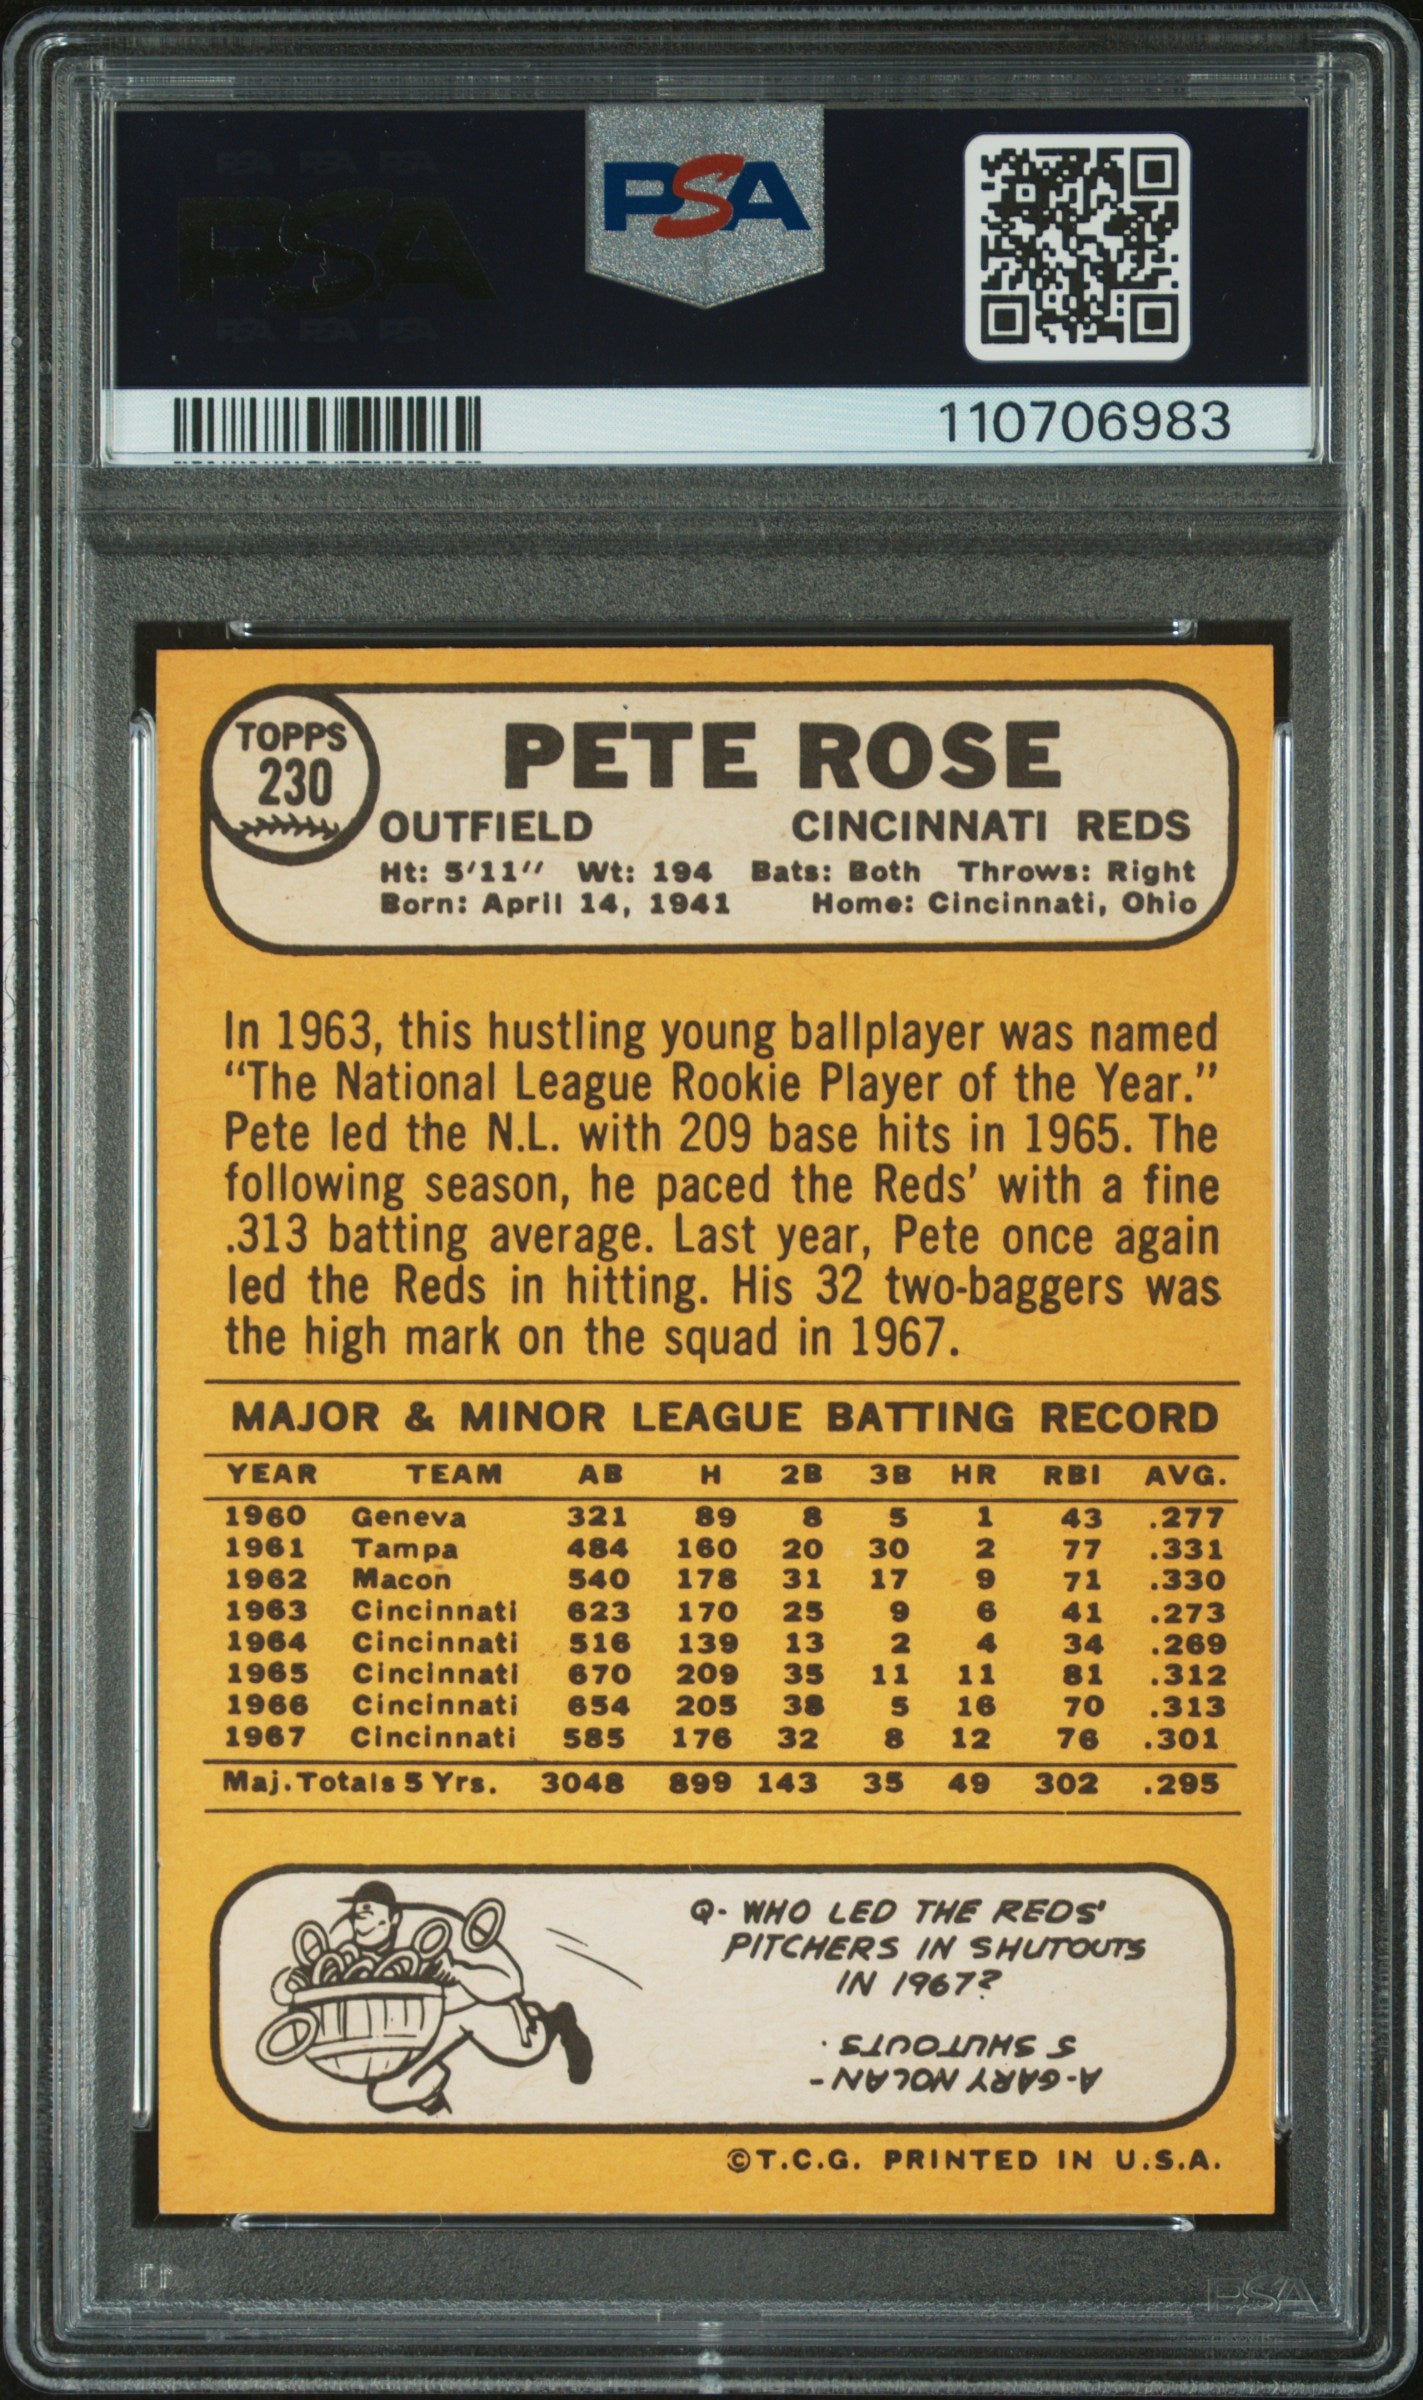 PSA PSA PSA
PSA
PSA PSA PSA
PSA
110706983
TOPPS
230
PETE ROSE
OUTFIELD CINCINNATI REDS
Ht: 5'11" Wt: 194 Bats: Both Throws: Right
Born: April 14, 1941 Home: Cincinnati, Ohio
In 1963, this hustling young ballplayer was named
“The National League Rookie Player of the Year.”
Pete led the N.L. with 209 base hits in 1965. The
following season, he paced the Reds’ with a fine
.313 batting average. Last year, Pete once again
led the Reds in hitting. His 32 two-baggers was
the high mark on the squad in 1967.
MAJOR & MINOR LEAGUE BATTING RECORD
YEAR TEAM AB H 2B 3B HR RBI AVG.
1960 Geneva 321 89 8 5 1 43 .277
1961 Tampa 484 160 20 30 2 77 .331
1962 Macon 540 178 31 17 9 71 .330
1963 Cincinnati 623 170 25 9 6 41 .273
1964 Cincinnati 516 139 13 2 4 34 .269
1965 Cincinnati 670 209 35 11 11 81 .312
1966 Cincinnati 654 205 38 5 16 70 .313
1967 Cincinnati 585 176 32 8 12 76 .301
Maj. Totals 5 Yrs. 3048 899 143 35 49 302 .295
Q- WHO LED THE REDS'
PITCHERS IN SHUTOUTS
IN 1967?
A-GARY NOLAN -
5 SHUTOUTS.
©T.C.G. PRINTED IN U.S.A.
PSA